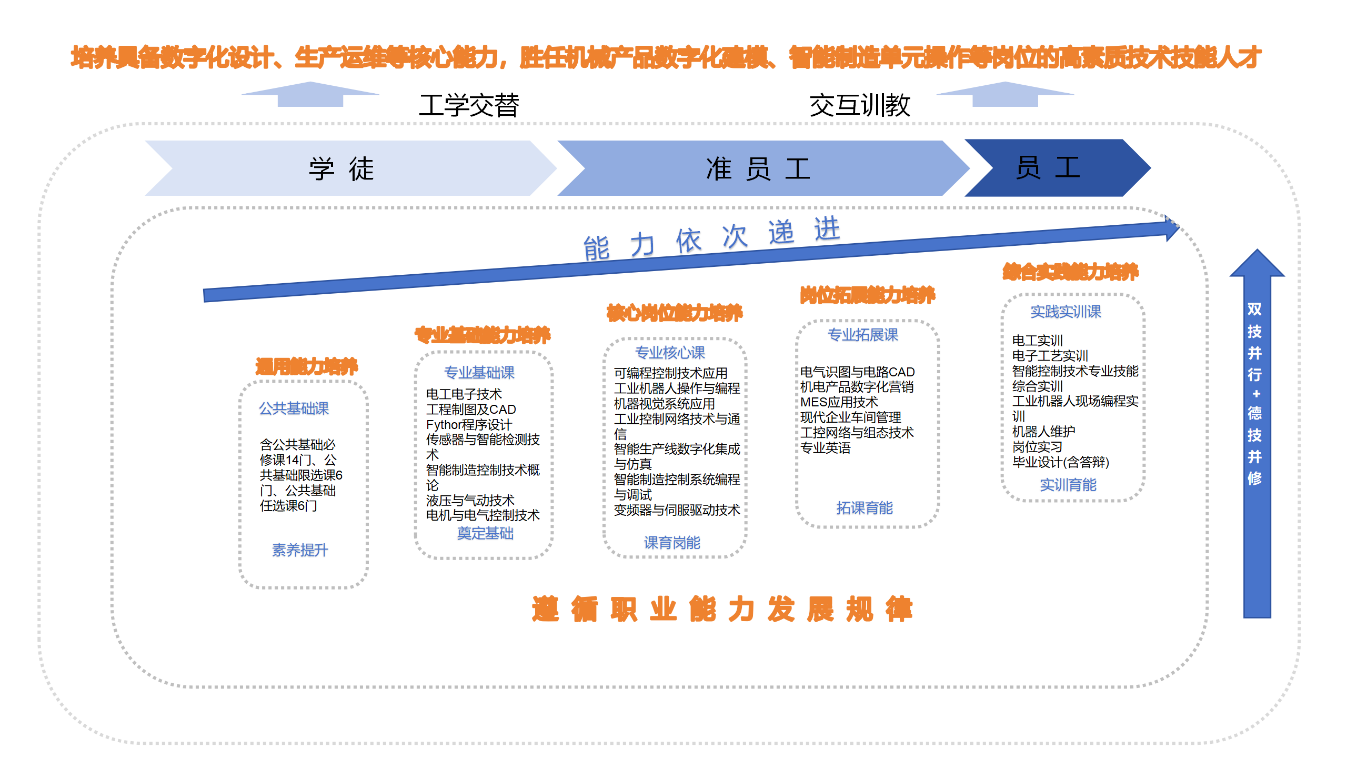 培养具备数字化设计、生产运维等核心能力，胜任机械产品数字化建模、智能制造单元操作等岗位的高素质技术技能人才
工学交替
交互训教
学 徒
准 员 工
员 工
能 力 依 次 递 进
通用能力培养
公共基础课
含公共基础必
修课14门、公
共基础限选课6
门、公共基础
任选课6门
素养提升
专业基础能力培养
专业基础课
电工电子技术
工程制图及CAD
Fythor程序设计
传感器与智能检测技
术
智能制造控制技术概
论
液压与气动技术
电机与电气控制技术
奠定基础
核心岗位能力培养
专业核心课
可编程控制技术应用
工业机器人操作与编程
机器视觉系统应用
工业控制网络技术与通
信
智能生产线数字化集成
与仿真
智能制造控制系统编程
与调试
变频器与伺服驱动技术
课育岗能
岗位拓展能力培养
专业拓展课
电气识图与电路CAD
机电产品数字化营销
MES应用技术
现代企业车间管理
工控网络与组态技术
专业英语
拓课育能
综合实践能力培养
实践实训课
电工实训
电子工艺实训
智能控制技术专业技能
综合实训
工业机器人现场编程实
训
机器人维护
岗位实习
毕业设计(含答辩)
实训育能
双技并行+德技并修
遵 循 职 业 能 力 发 展 规 律